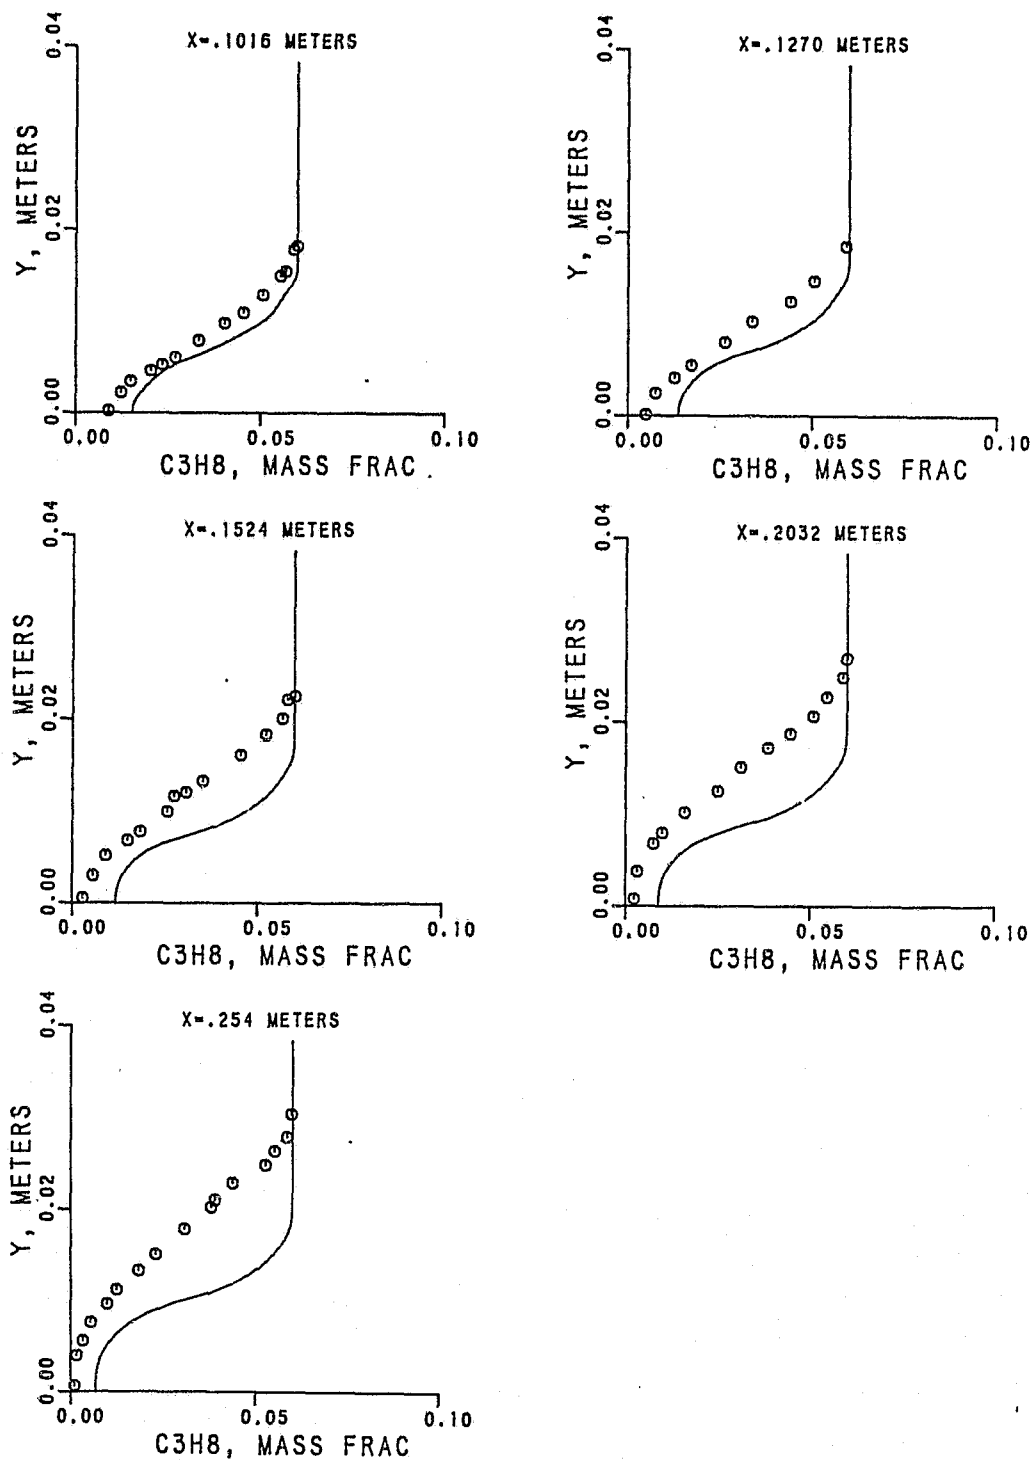 X=.1016 METERS
0.04
0.02
0.00
Y, METERS
0.00 0.05 0.10
C3H8, MASS FRAC .
X=.1270 METERS
0.04
0.02
0.00
Y, METERS
0.00 0.05 0.10
C3H8, MASS FRAC
X=.1524 METERS
0.04
0.02
0.00
Y, METERS
0.00 0.05 0.10
C3H8, MASS FRAC
X=.2032 METERS
0.04
0.02
0.00
Y, METERS
0.00 0.05 0.10
C3H8, MASS FRAC
X=.254 METERS
0.04
0.02
0.00
Y, METERS
0.00 0.05 0.10
C3H8, MASS FRAC